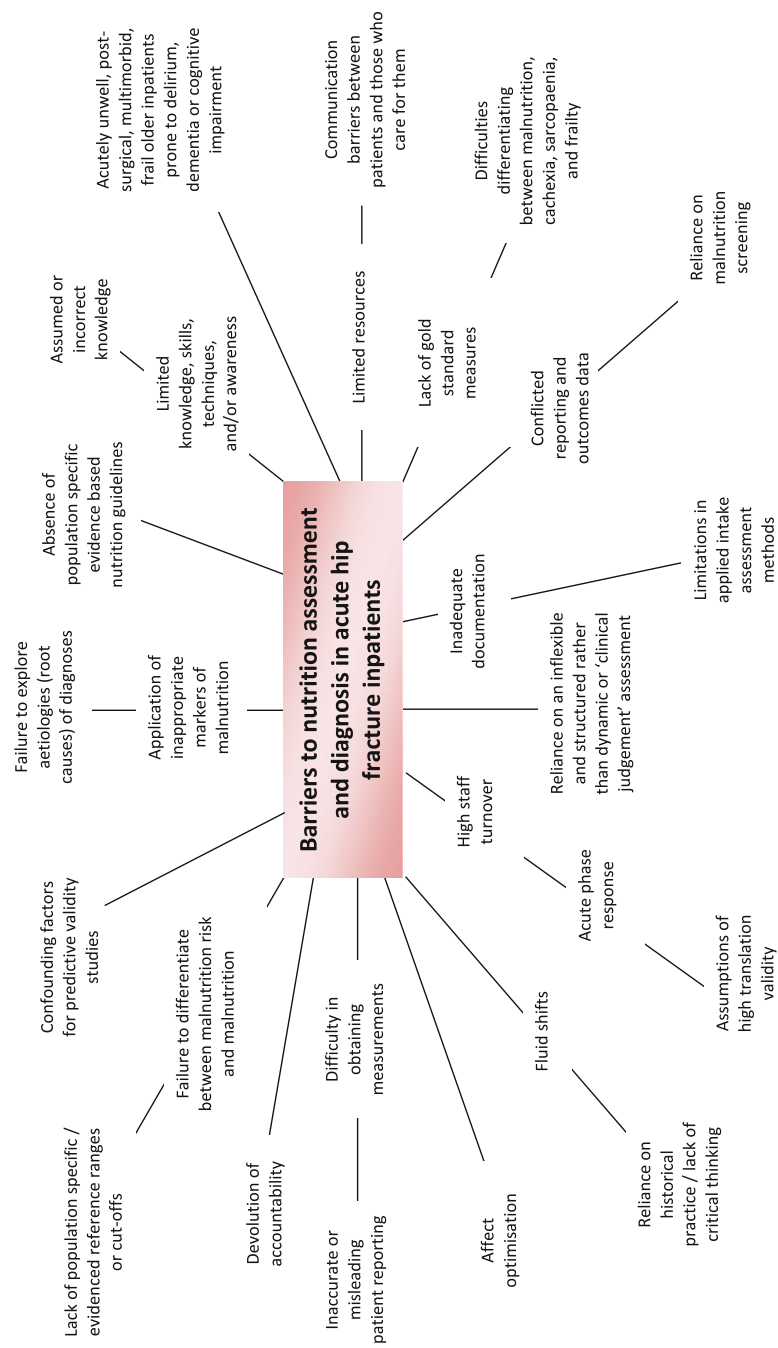 Lack of population specific /
evidenced reference ranges
or cut-offs
Confounding factors
for predictive validity
studies
Failure to explore
aetiologies (root
causes) of diagnoses
Absence of
population specific
evidence based
nutrition guidelines
Assumed or
incorrect
knowledge
Acutely unwell, post-
surgical, multimorbid,
frail older inpatients
prone to delirium,
dementia or cognitive
impairment
Failure to differentiate
between malnutrition risk
and malnutrition
Application of
inappropriate
markers of
malnutrition
Limited
knowledge, skills,
techniques,
and/or awareness
Devolution of
accountability
Inaccurate or
misleading
patient reporting
Difficulty in
obtaining
measurements
Barriers to nutrition assessment
and diagnosis in acute hip
fracture inpatients
Limited resources
Communication
barriers between
patients and those who
care for them
Lack of gold
standard
measures
Difficulties
differentiating
between malnutrition,
cachexia, sarcopaenia,
and frailty
Affect
optimisation
Fluid shifts
High staff
turnover
Inadequate
documentation
Conflicted
reporting and
outcomes data
Acute phase
response
Reliance on an inflexible
and structured rather
than dynamic or ‘clinical
judgement’ assessment
Reliance on
historical
practice / lack of
critical thinking
Assumptions of
high translation
validity
Limitations in
applied intake
assessment
methods
Reliance on
malnutrition
screening